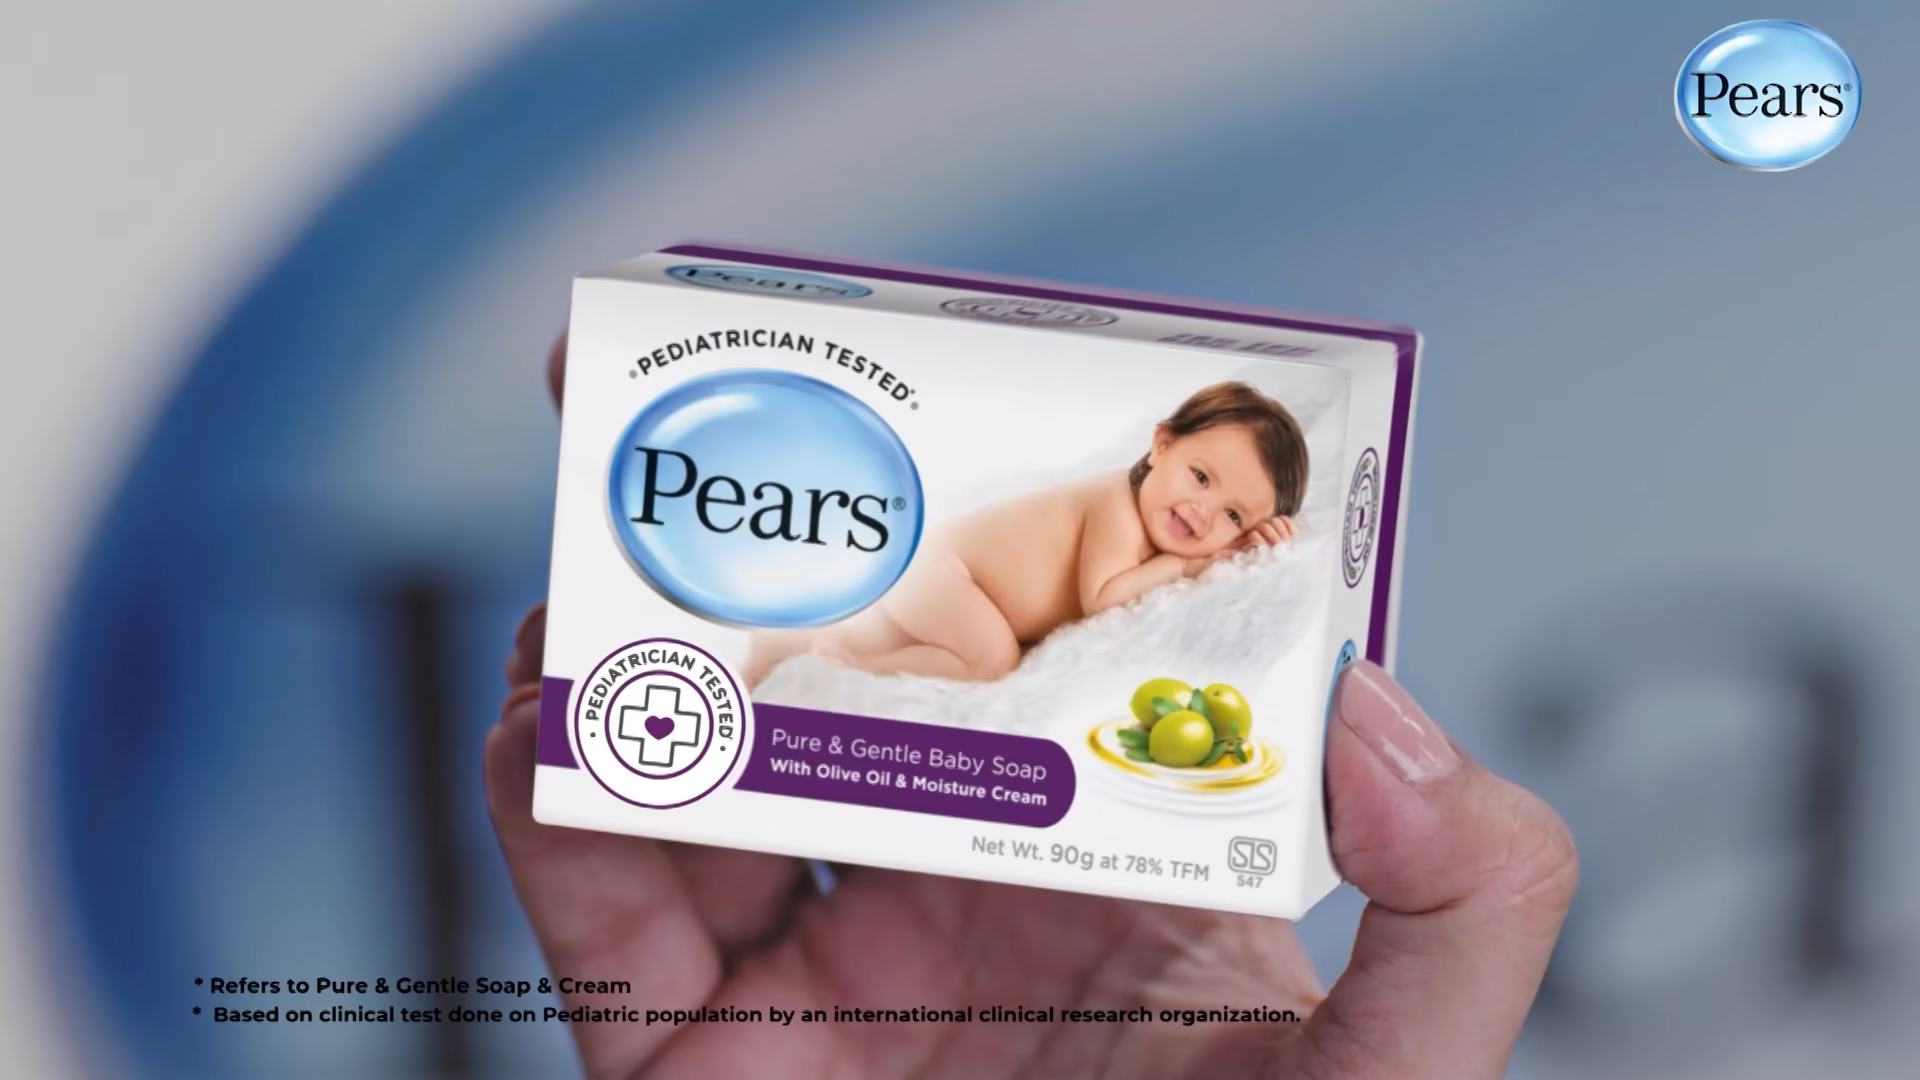 Pears®
Pears
• PEDIATRICIAN TESTED* •
Pears®
• PEDIATRICIAN TESTED* •
Pure & Gentle Baby Soap
With Olive Oil & Moisture Cream
Net Wt. 90g at 78% TFM
SLS
547
* Refers to Pure & Gentle Soap & Cream
* Based on clinical test done on Pediatric population by an international clinical research organization.